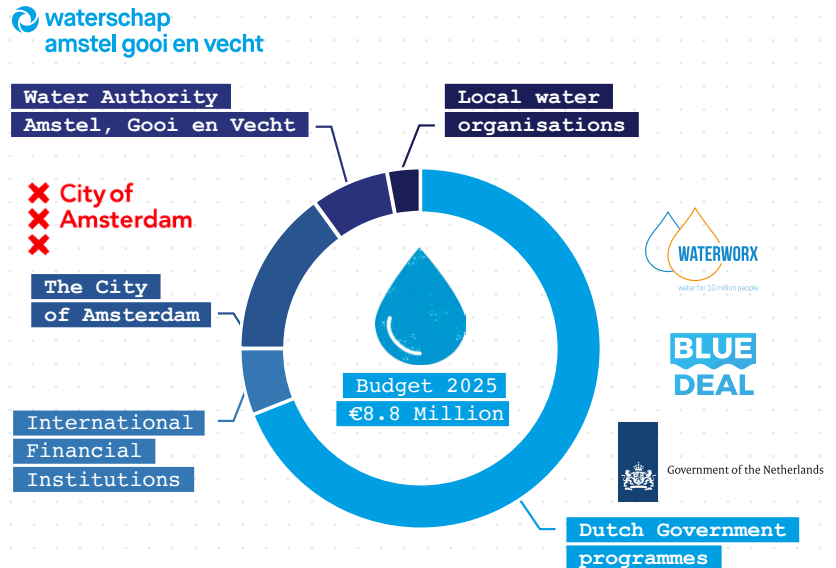 waterschap
amstel gooi en vecht
Water Authority
Amstel, Gooi en Vecht
Local water
organisations
City of
Amsterdam
WATERWORX
water for 10 million people
The City
of Amsterdam
BLUE
DEAL
Budget 2025
€8.8 Million
International
Financial
Institutions
Government of the Netherlands
Dutch Government
programmes